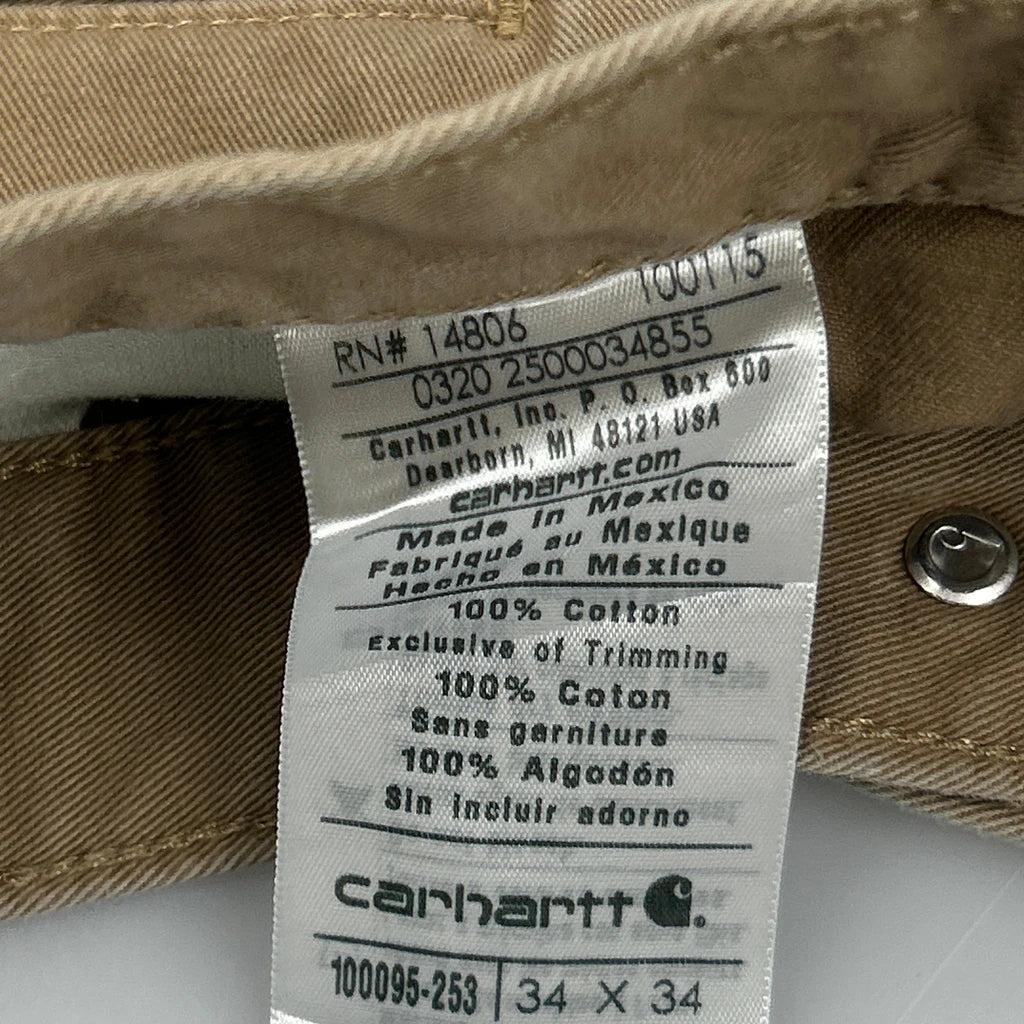 100115
RN# 14806
0320 2500034855
Carhartt, Inc. P. O. Box 600
Dearborn, MI 48121 USA
carhartt.com
Made in Mexico
Fabriqué au Mexique
Hecho en México
100% Cotton
Exclusive of Trimming
100% Coton
Sans garniture
100% Algodón
Sin incluir adorno
carhartt
100095-253 34 X 34